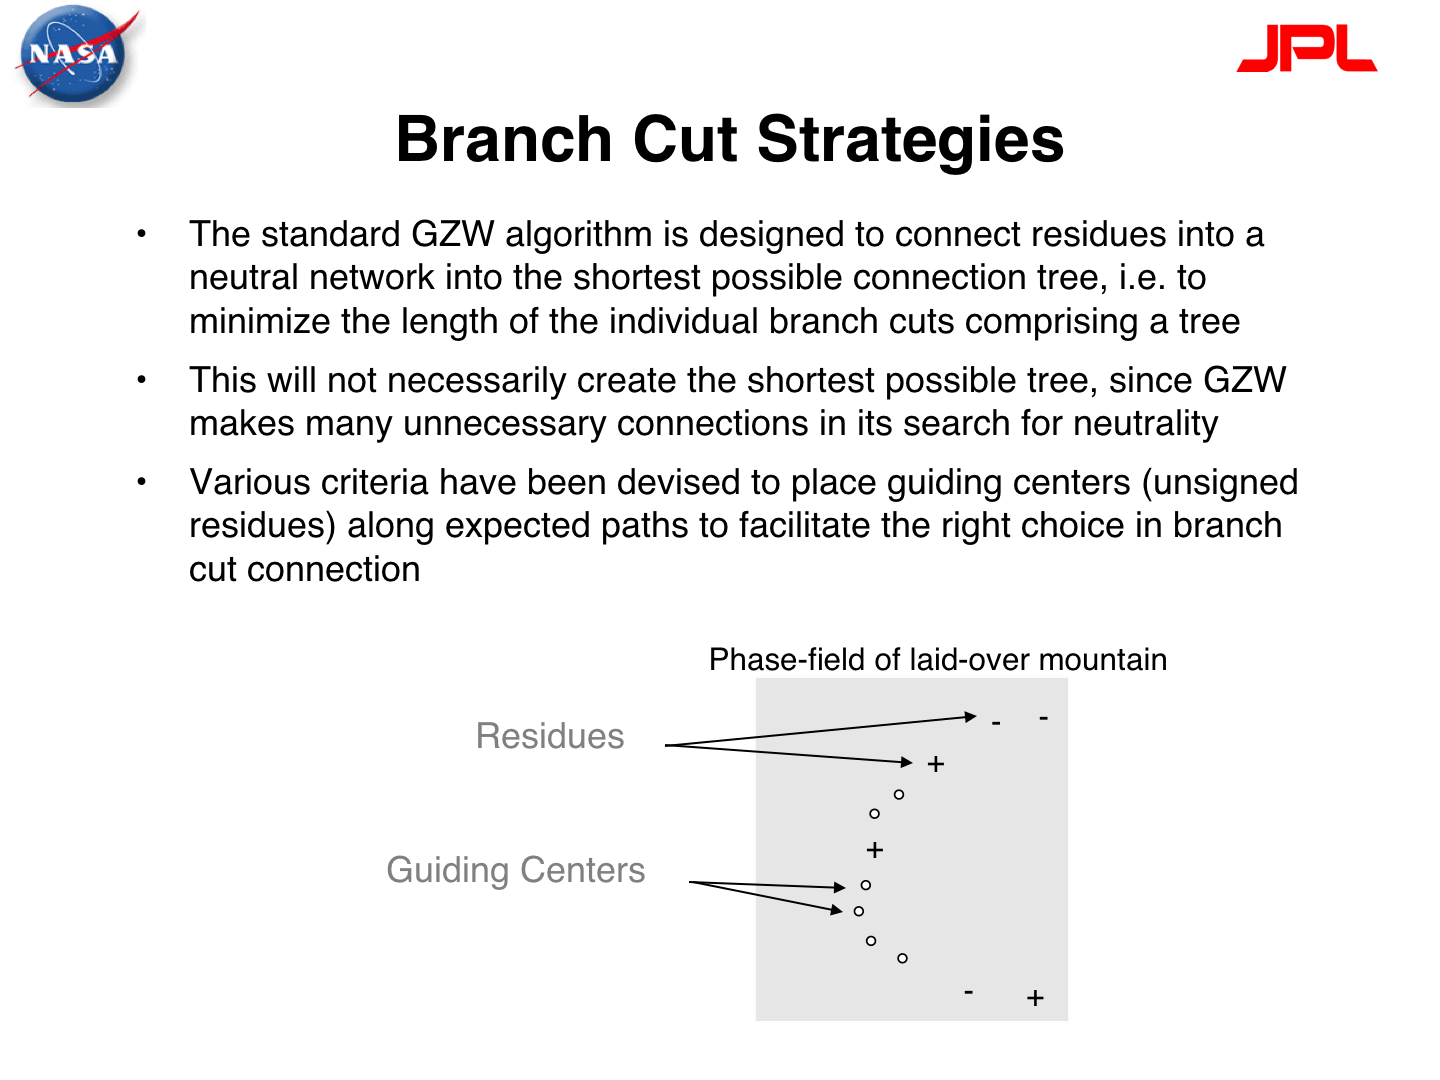 NASA
JPL
Branch Cut Strategies
• The standard GZW algorithm is designed to connect residues into a
neutral network into the shortest possible connection tree, i.e. to
minimize the length of the individual branch cuts comprising a tree
• This will not necessarily create the shortest possible tree, since GZW
makes many unnecessary connections in its search for neutrality
• Various criteria have been devised to place guiding centers (unsigned
residues) along expected paths to facilitate the right choice in branch
cut connection
Phase-field of laid-over mountain
- -
Residues
+
+
Guiding Centers
- +